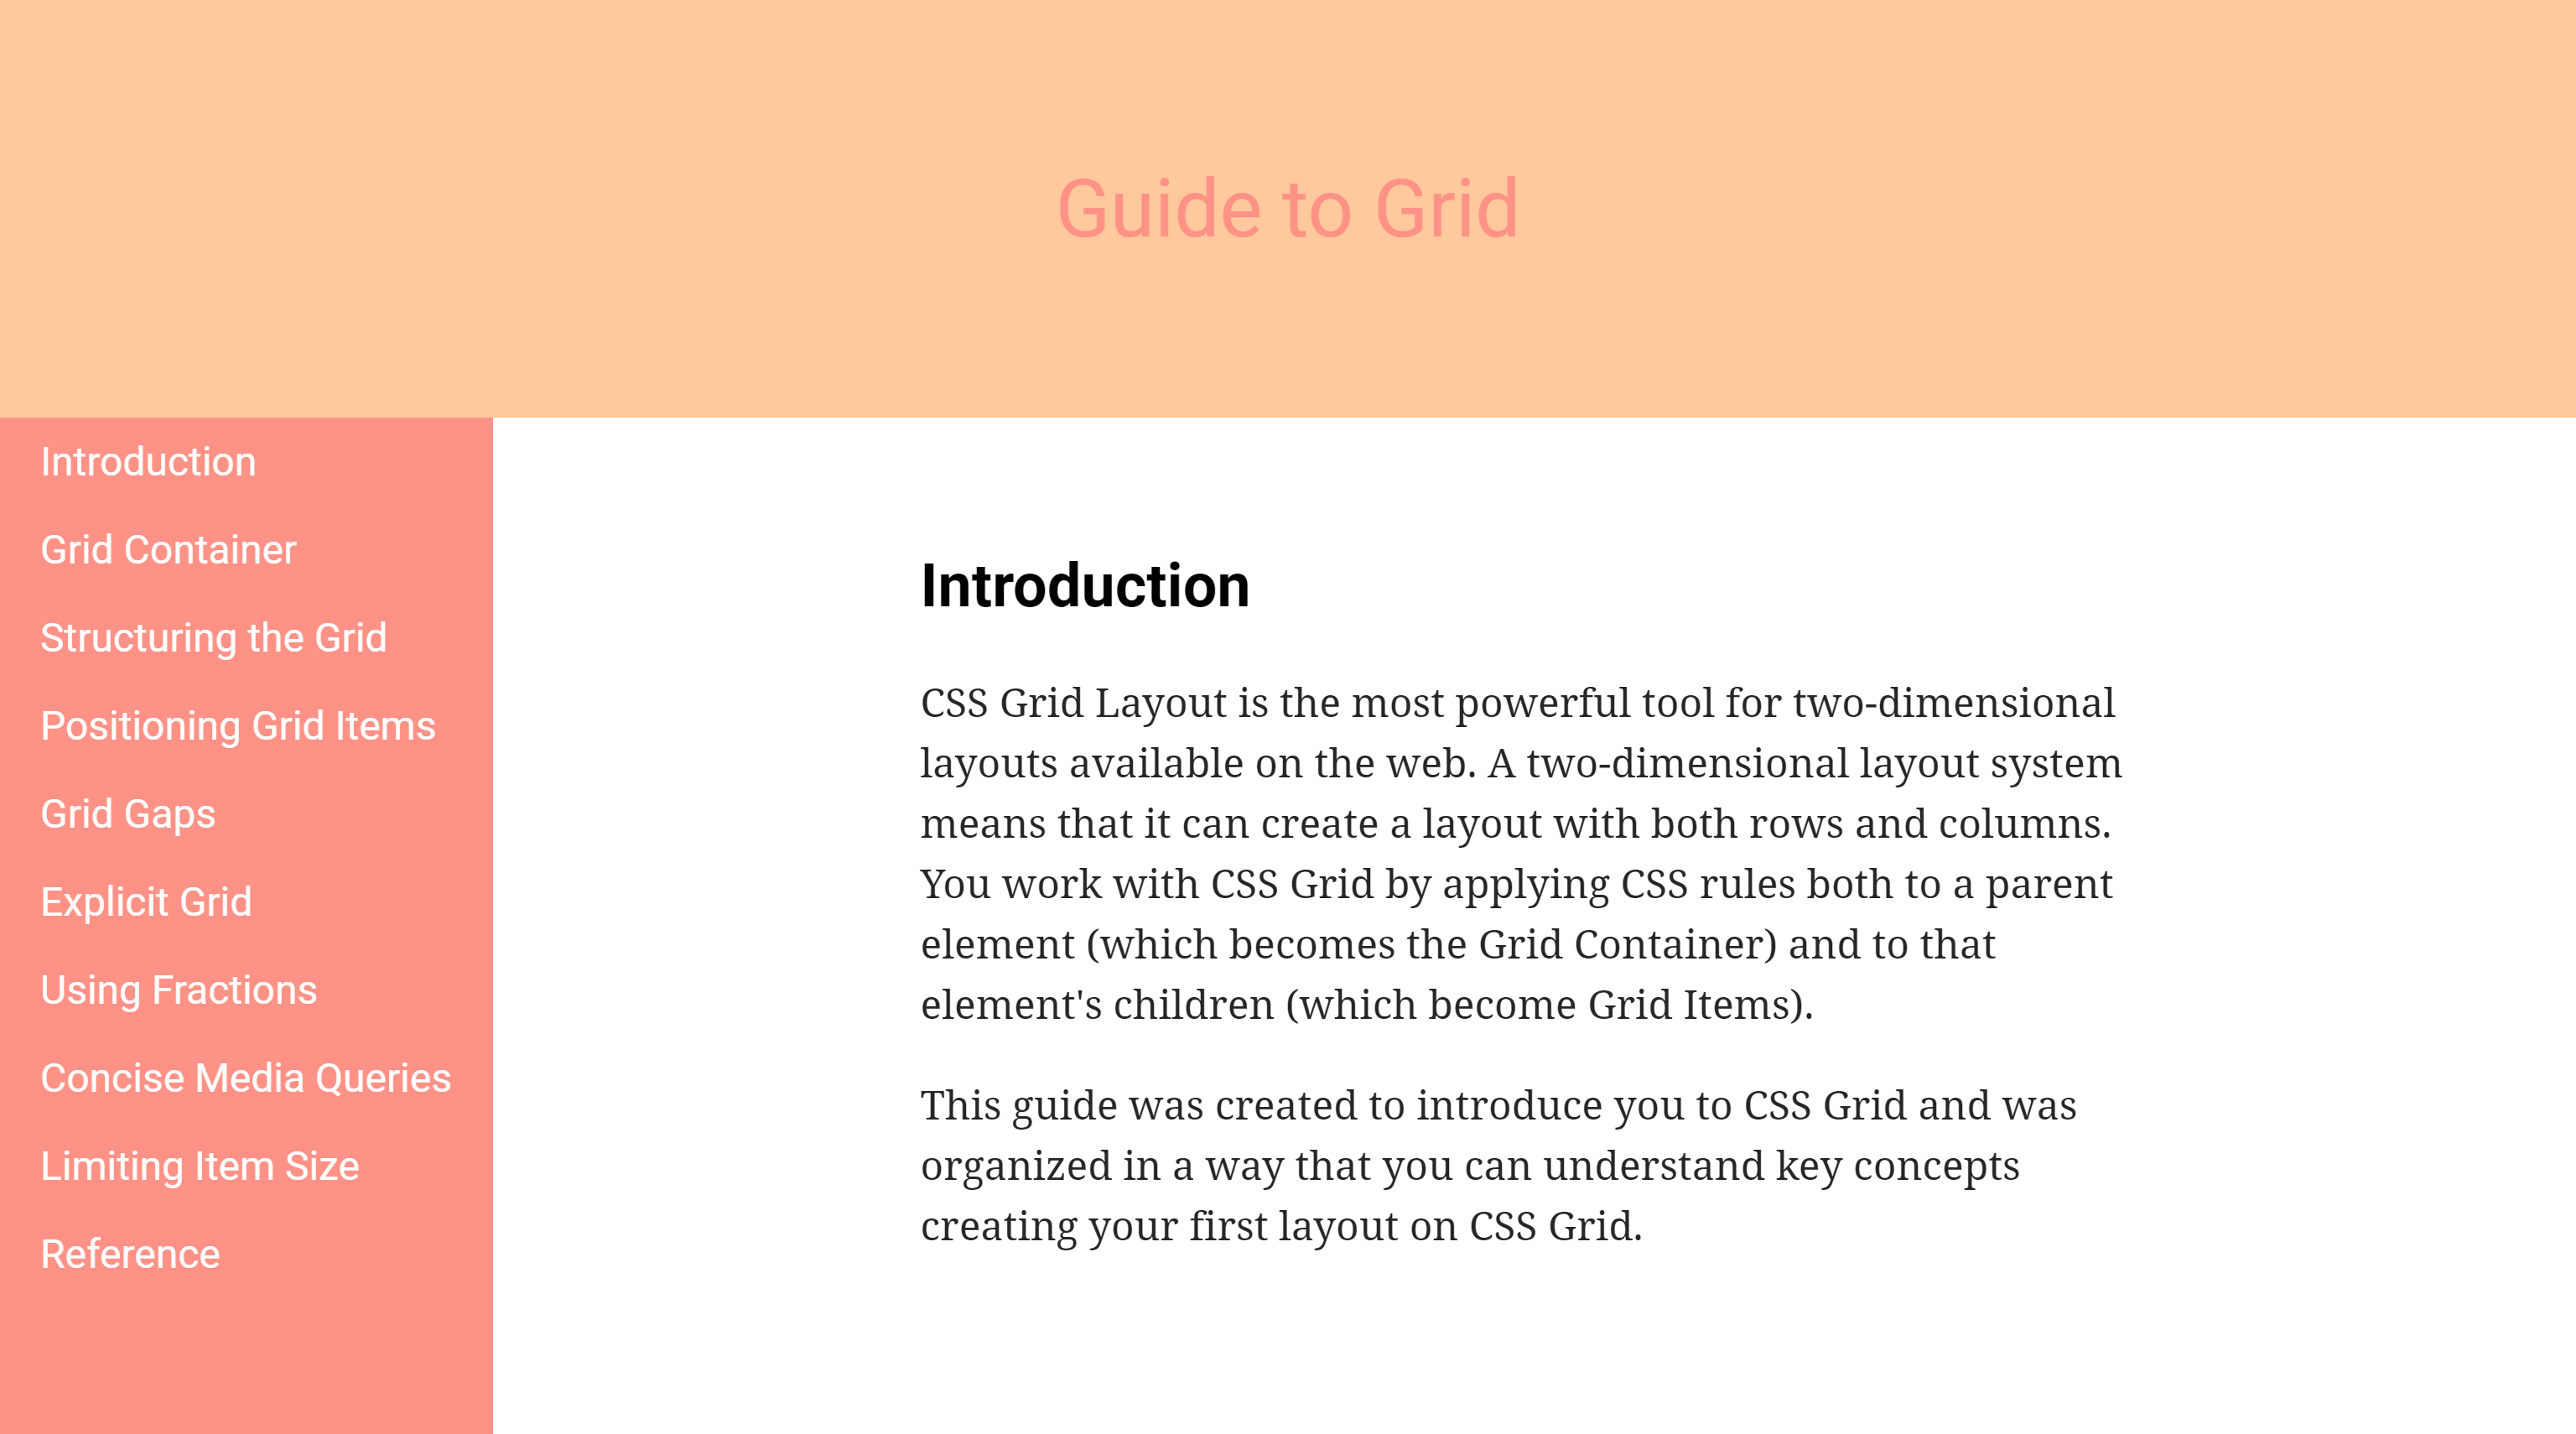 Guide to Grid
Introduction
Grid Container
Structuring the Grid
Positioning Grid Items
Grid Gaps
Explicit Grid
Using Fractions
Concise Media Queries
Limiting Item Size
Reference
Introduction
CSS Grid Layout is the most powerful tool for two-dimensional
layouts available on the web. A two-dimensional layout system
means that it can create a layout with both rows and columns.
You work with CSS Grid by applying CSS rules both to a parent
element (which becomes the Grid Container) and to that
element's children (which become Grid Items).
This guide was created to introduce you to CSS Grid and was
organized in a way that you can understand key concepts
creating your first layout on CSS Grid.